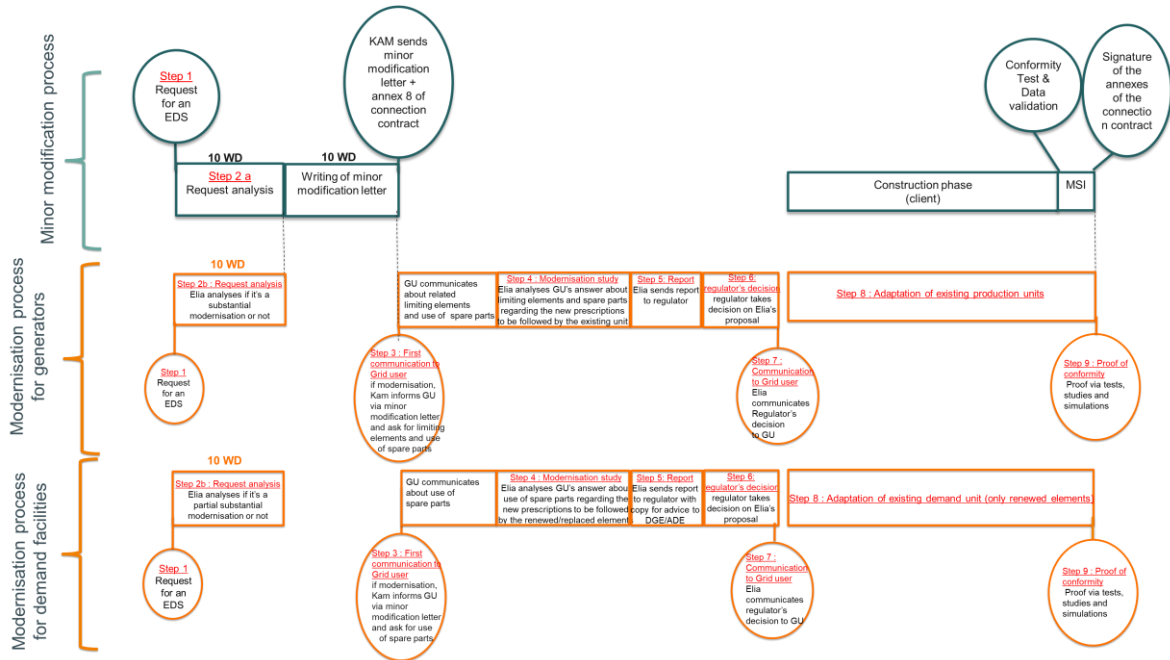 Minor modification process
Step 1
Request
for an
EDS
KAM sends
minor
modification
letter +
annex 8 of
connection
contract
Conformity
Test &
Data
validation
Signature
of the
annexes
of the
connectio
n contract
10 WD
10 WD
Step 2 a
Request analysis
Writing of minor
modification letter
Construction phase
(client)
MSI
Modernisation process
for generators
10 WD
Step 2b : Request analysis
Elia analyses if it's a
substantial
modernisation or not
GU communicates
about related
limiting elements
and use of spare parts
Step 4 : Modernisation study
Elia analyses GU's answer about
limiting elements and spare parts
regarding the new prescriptions
to be followed by the existing unit
Step 5: Report
Elia sends report
to regulator
Step 6:
regulator's decision
regulator takes
decision on Elia's
proposal
Step 8 : Adaptation of existing production units
Step 1
Request
for an
EDS
Step 3 : First
communication to
Grid user
if modernisation,
Kam informs GU
via minor
modification letter
and ask for limiting
elements and use
of spare parts
Step 7 :
Communication
to Grid user
Elia
communicates
Regulator's
decision
to GU
Step 9 : Proof of
conformity
Proof via tests,
studies and
simulations
Modernisation process
for demand facilities
10 WD
Step 2b : Request analysis
Elia analyses if it's a
partial substantial
modernisation or not
GU communicates
about use of
spare parts
Step 4 : Modernisation study
Elia analyses GU's answer about
use of spare parts regarding the
new prescriptions to be followed
by the renewed/replaced element
Step 5: Report
Elia sends report
to regulator with
copy for advice to
DGE/ADE
Step 6:
regulator's decision
regulator takes
decision on Elia's
proposal
Step 8 : Adaptation of existing demand unit (only renewed elements)
Step 1
Request
for an
EDS
Step 3 : First
communication to
Grid user
if modernisation,
Kam informs GU
via minor
modification letter
and ask for use
of spare parts
Step 7 :
Communication
to Grid user
Elia
communicates
regulator's
decision to GU
Step 9 : Proof of
conformity
Proof via tests,
studies and
simulations